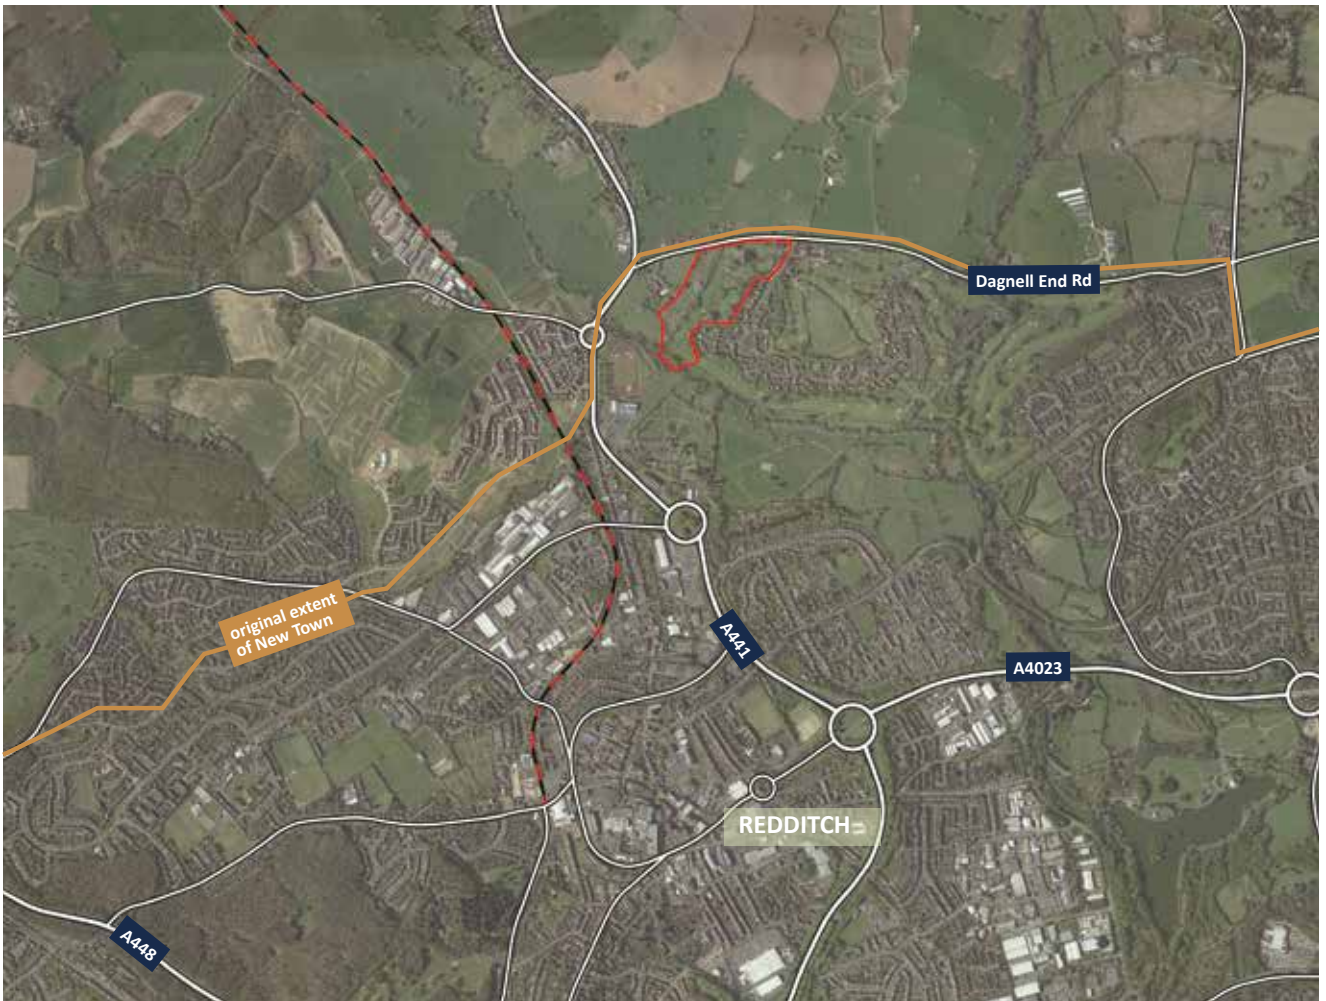 Dagnell End Rd
original extent
of New Town
A441
A4023
REDDITCH
A448